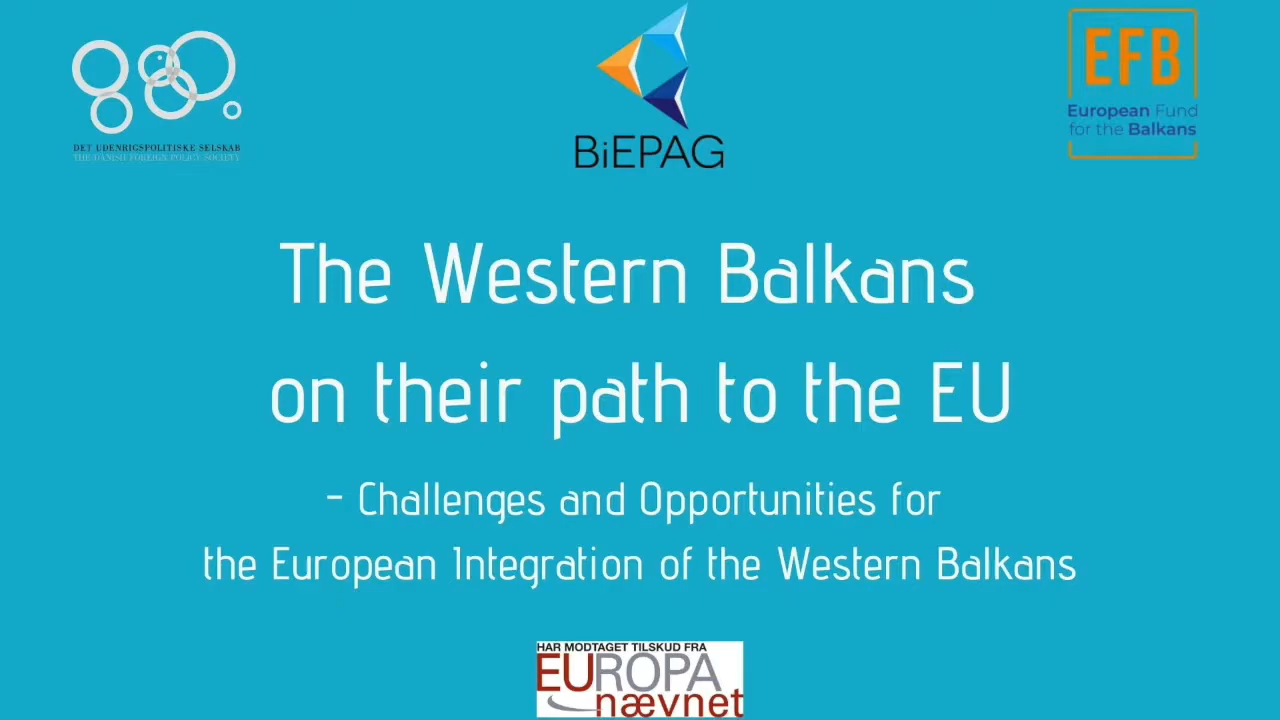 DET UDENRIGSPOLITISKE SELSKAB
THE DANISH FOREIGN POLICY SOCIETY
BiEPAG
EFB
European Fund
for the Balkans
The Western Balkans
on their path to the EU
- Challenges and Opportunities for
the European Integration of the Western Balkans
HAR MODTAGET TILSKUD FRA
EUROPA
nævnet